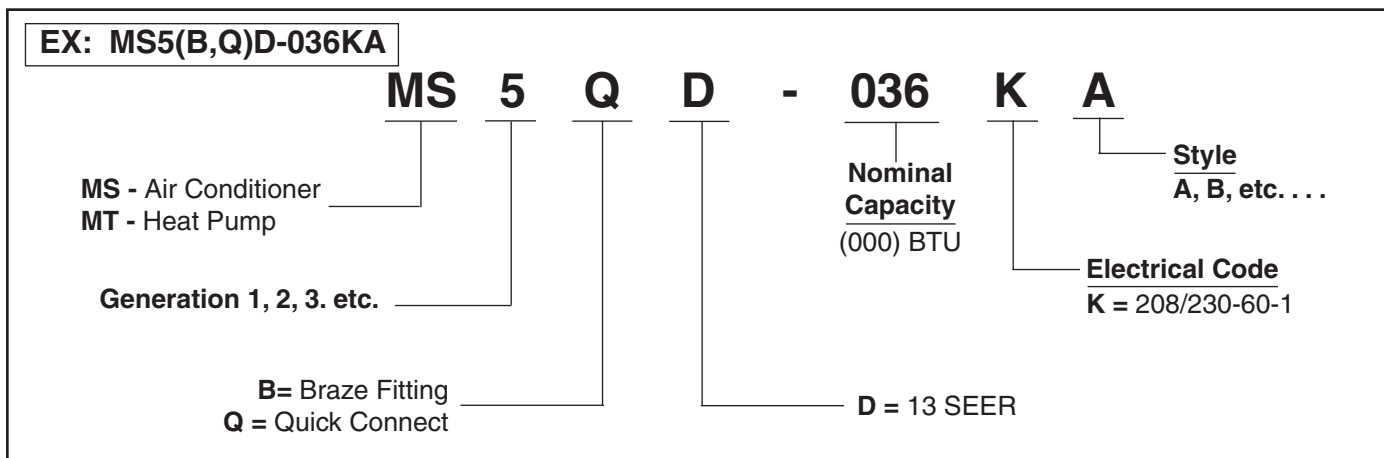 EX: MS5(B,Q)D-036KA
MS 5 Q D - 036 K A
MS - Air Conditioner
MT - Heat Pump
Generation 1, 2, 3. etc.
B= Braze Fitting
Q = Quick Connect
D = 13 SEER
Nominal
Capacity
(000) BTU
Electrical Code
K = 208/230-60-1
Style
A, B, etc. . . .